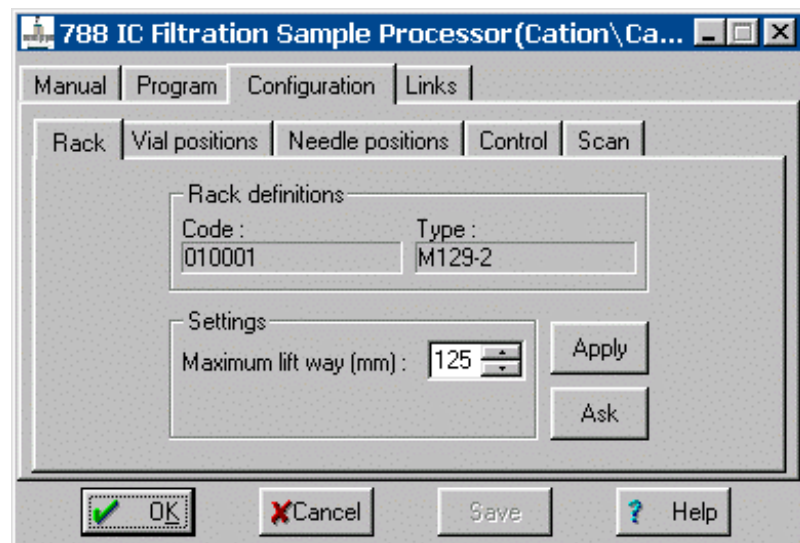 788 IC Filtration Sample Processor(Cation\Ca...
Manual Program Configuration Links
Rack Vial positions Needle positions Control Scan
Rack definitions
Code : Type :
010001 M129-2
Settings
Maximum lift way (mm) : 125
Apply
Ask
OK Cancel Save Help